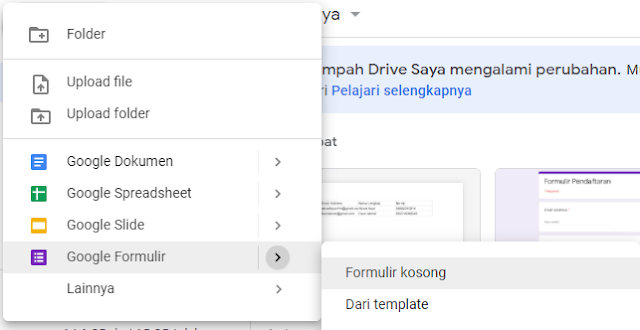 Folder
Upload file
Upload folder
Google Dokumen
Google Spreadsheet
Google Slide
Google Formulir
Lainnya
Formulir kosong
Dari template
ya
mpah Drive Saya mengalami perubahan. M
ri Pelajari selengkapnya
pat
Formulir Pendaftaran